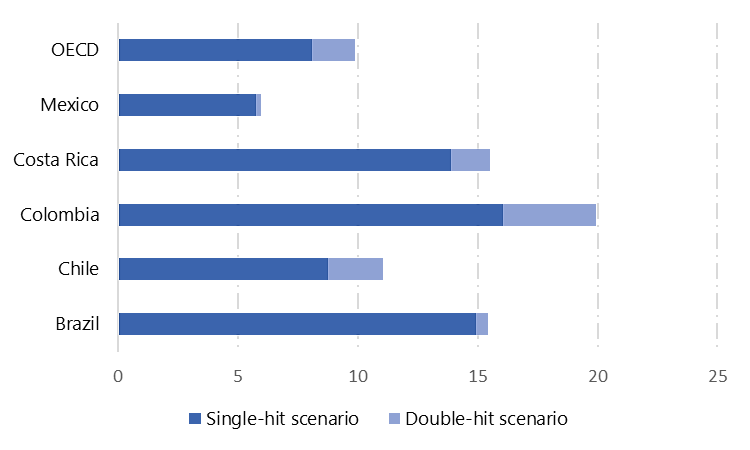 OECD
Mexico
Costa Rica
Colombia
Chile
Brazil
0 5 10 15 20 25
Single-hit scenario Double-hit scenario